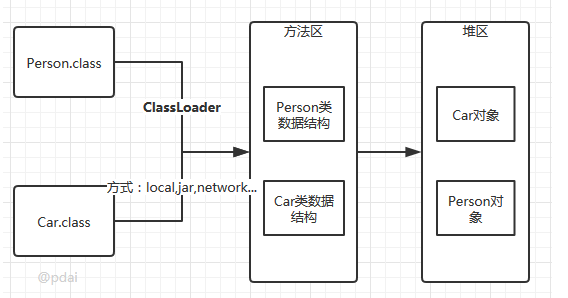 Person.class
ClassLoader
方式：local,jar,network...
Car.class
@pdai
方法区
Person类
数据结构
Car类数据
结构
堆区
Car对象
Person对
象